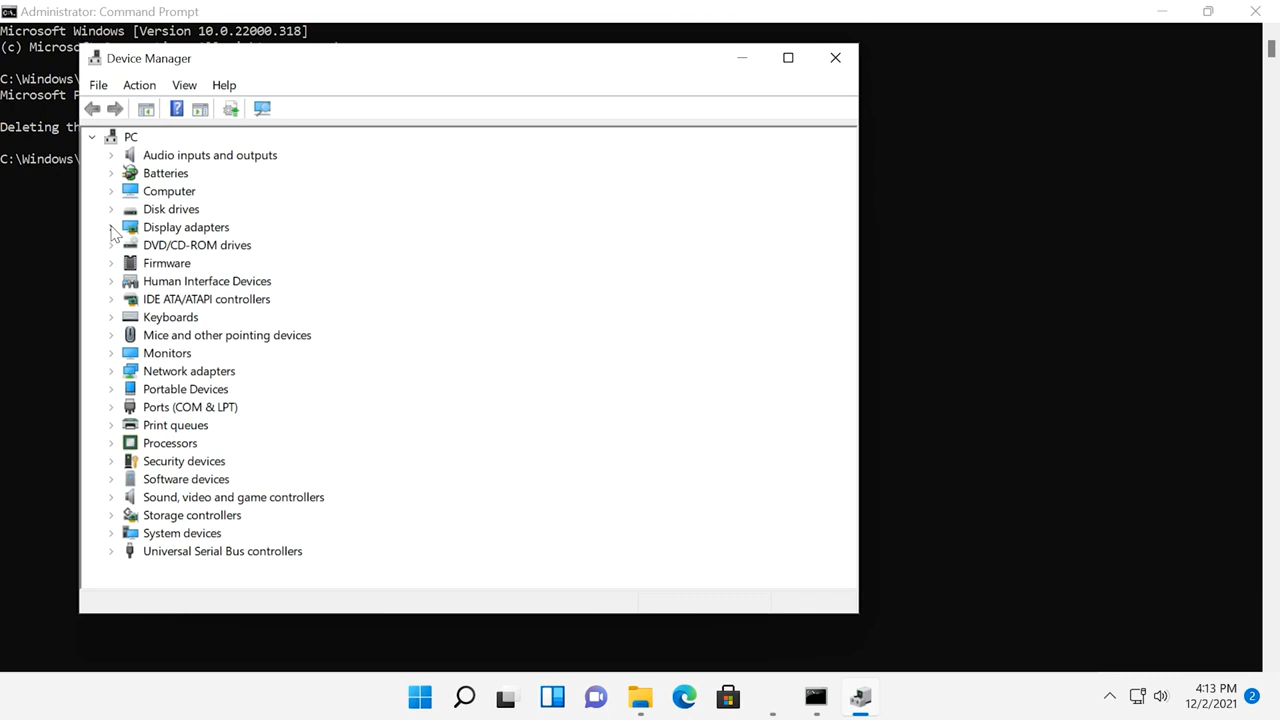 Administrator: Command Prompt
Microsoft Windows [Version 10.0.22000.318]
(c)
Device Manager
File Action View Help
C:\Windows\
Microsoft
Deleting
C:\Windows\
PC
Audio inputs and outputs
Batteries
Computer
Disk drives
Display adapters
DVD/CD-ROM drives
Firmware
Human Interface Devices
IDE ATA/ATAPI controllers
Keyboards
Mice and other pointing devices
Monitors
Network adapters
Portable Devices
Ports (COM & LPT)
Print queues
Processors
Security devices
Software devices
Sound, video and game controllers
Storage controllers
System devices
Universal Serial Bus controllers
4:13 PM
12/2/2021
2